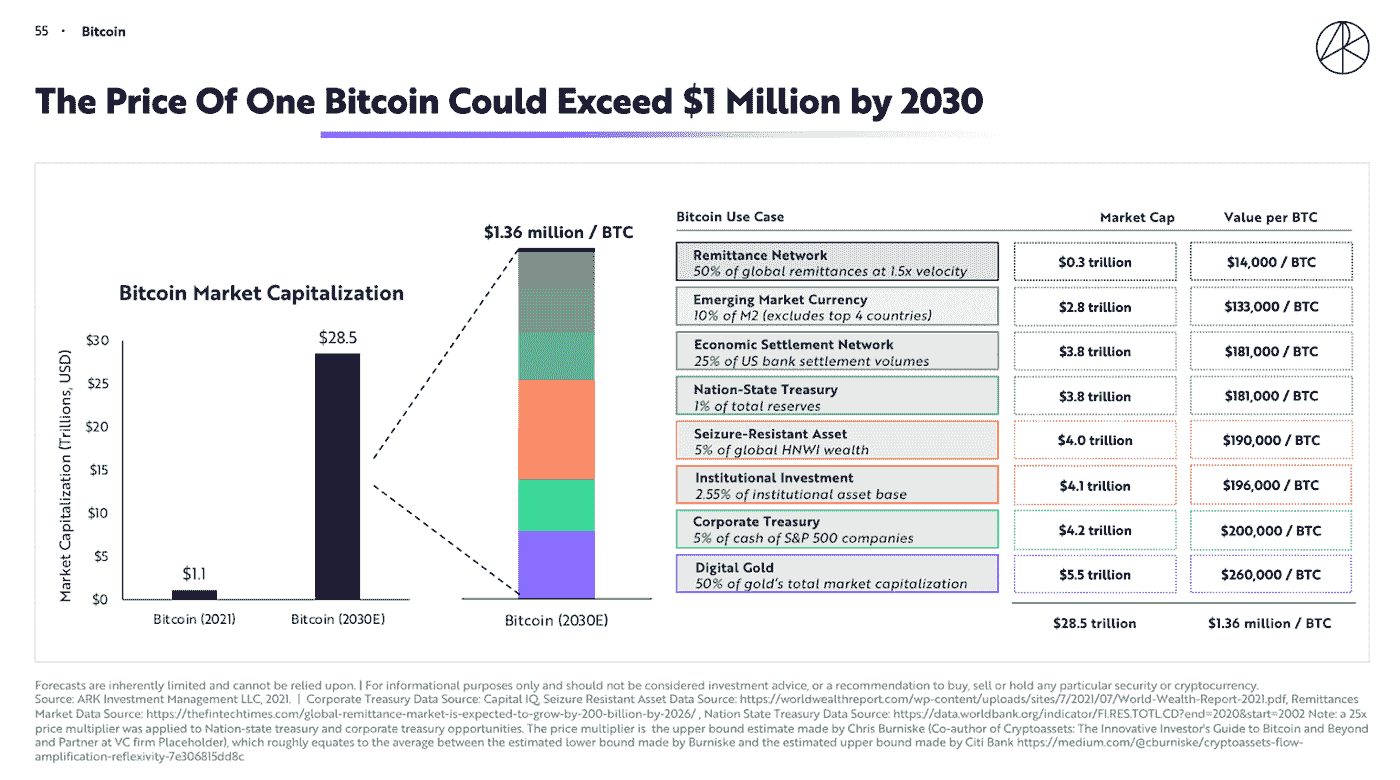 55 · Bitcoin
The Price Of One Bitcoin Could Exceed $1 Million by 2030
Bitcoin Market Capitalization
Market Capitalization (Trillions, USD)
$30
$25
$20
$15
$10
$5
$0
$1.1
$28.5
Bitcoin (2021)
Bitcoin (2030E)
$1.36 million / BTC
Bitcoin (2030E)
Bitcoin Use Case Market Cap Value per BTC
Remittance Network
50% of global remittances at 1.5x velocity
$0.3 trillion $14,000 / BTC
Emerging Market Currency
10% of M2 (excludes top 4 countries)
$2.8 trillion $133,000 / BTC
Economic Settlement Network
25% of US bank settlement volumes
$3.8 trillion $181,000 / BTC
Nation-State Treasury
1% of total reserves
$3.8 trillion $181,000 / BTC
Seizure-Resistant Asset
5% of global HNWI wealth
$4.0 trillion $190,000 / BTC
Institutional Investment
2.55% of institutional asset base
$4.1 trillion $196,000 / BTC
Corporate Treasury
5% of cash of S&P 500 companies
$4.2 trillion $200,000 / BTC
Digital Gold
50% of gold's total market capitalization
$5.5 trillion $260,000 / BTC
$28.5 trillion $1.36 million / BTC
Forecasts are inherently limited and cannot be relied upon. | For informational purposes only and should not be considered investment advice, or a recommendation to buy, sell or hold any particular security or cryptocurrency.
Source: ARK Investment Management LLC, 2021. | Corporate Treasury Data Source: Capital IQ, Seizure Resistant Asset Data Source: https://worldwealthreport.com/wp-content/uploads/sites/7/2021/07/World-Wealth-Report-2021.pdf, Remittances
Market Data Source: https://thefintechtimes.com/global-remittance-market-is-expected-to-grow-by-200-billion-by-2026/ , Nation State Treasury Data Source: https://data.worldbank.org/indicator/FI.RES.TOTL.CD?end=2020&start=2002 Note: a 25x
price multiplier was applied to Nation-state treasury and corporate treasury opportunities. The price multiplier is the upper bound estimate made by Chris Burniske (Co-author of Cryptoassets: The Innovative Investor's Guide to Bitcoin and Beyond
and Partner at VC firm Placeholder), which roughly equates to the average between the estimated lower bound made by Burniske and the estimated upper bound made by Citi Bank https://medium.com/@cburniske/cryptoassets-flow-
amplification-reflexivity-7e306815dd8c